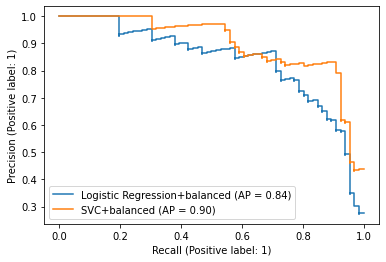 1.0
0.9
0.8
0.7
0.6
0.5
0.4
0.3
Precision (Positive label: 1)
Logistic Regression+balanced (AP = 0.84)
SVC+balanced (AP = 0.90)
0.0 0.2 0.4 0.6 0.8 1.0
Recall (Positive label: 1)